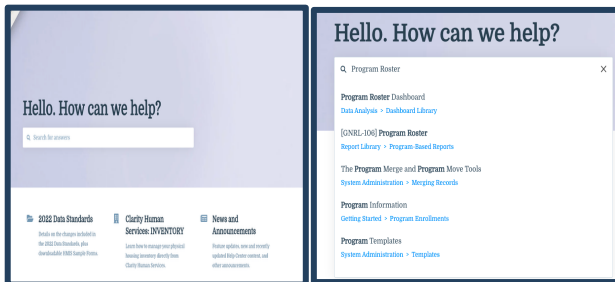 Hello. How can we help?
Search for answers
2022 Data Standards
Details on the changes included in
the 2022 Data Standards, plus
downloadable HMIS Sample Forms.
Clarity Human
Services: INVENTORY
Learn how to manage your physical
housing inventory directly from
Clarity Human Services.
News and
Announcements
Feature updates, new and recently
updated Help Center content, and
other announcements.
Hello. How can we help?
Program Roster X
Program Roster Dashboard
Data Analysis > Dashboard Library
[GNRL-106] Program Roster
Report Library > Program-Based Reports
The Program Merge and Program Move Tools
System Administration > Merging Records
Program Information
Getting Started > Program Enrollments
Program Templates
System Administration > Templates